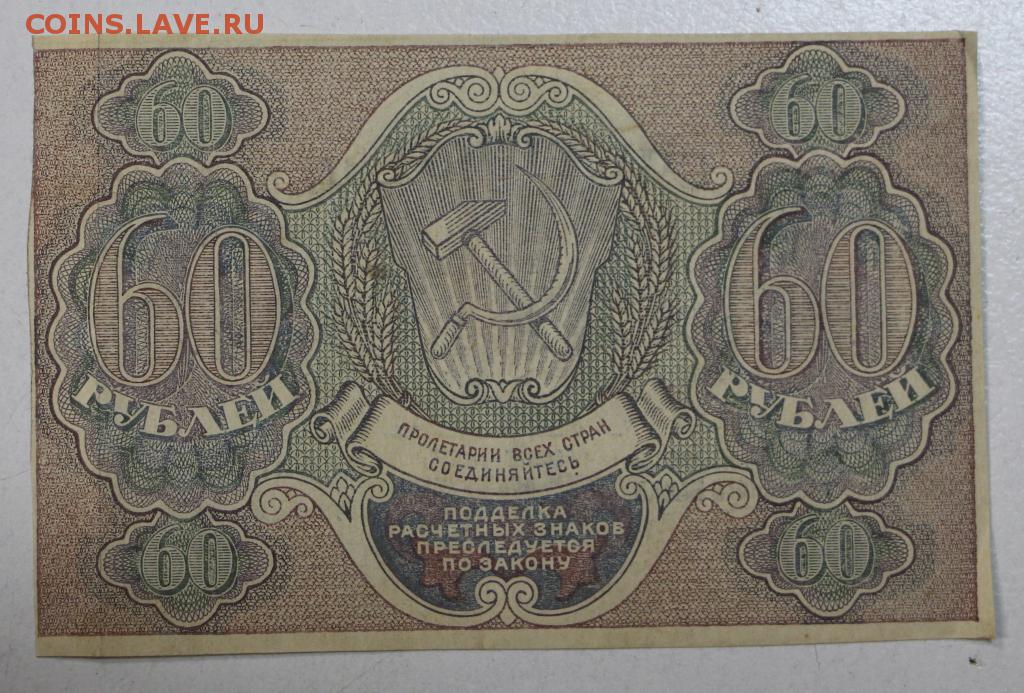 COINS.LAVE.RU
60
60
60
РУБЛЕЙ
60
РУБЛЕЙ
ПРОЛЕТАРИИ ВСЕХ СТРАН
СОЕДИНЯЙТЕСЬ
ПОДДЕЛКА
РАСЧЕТНЫХ ЗНАКОВ
ПРЕСЛЕДУЕТСЯ
ПО ЗАКОНУ
60
60